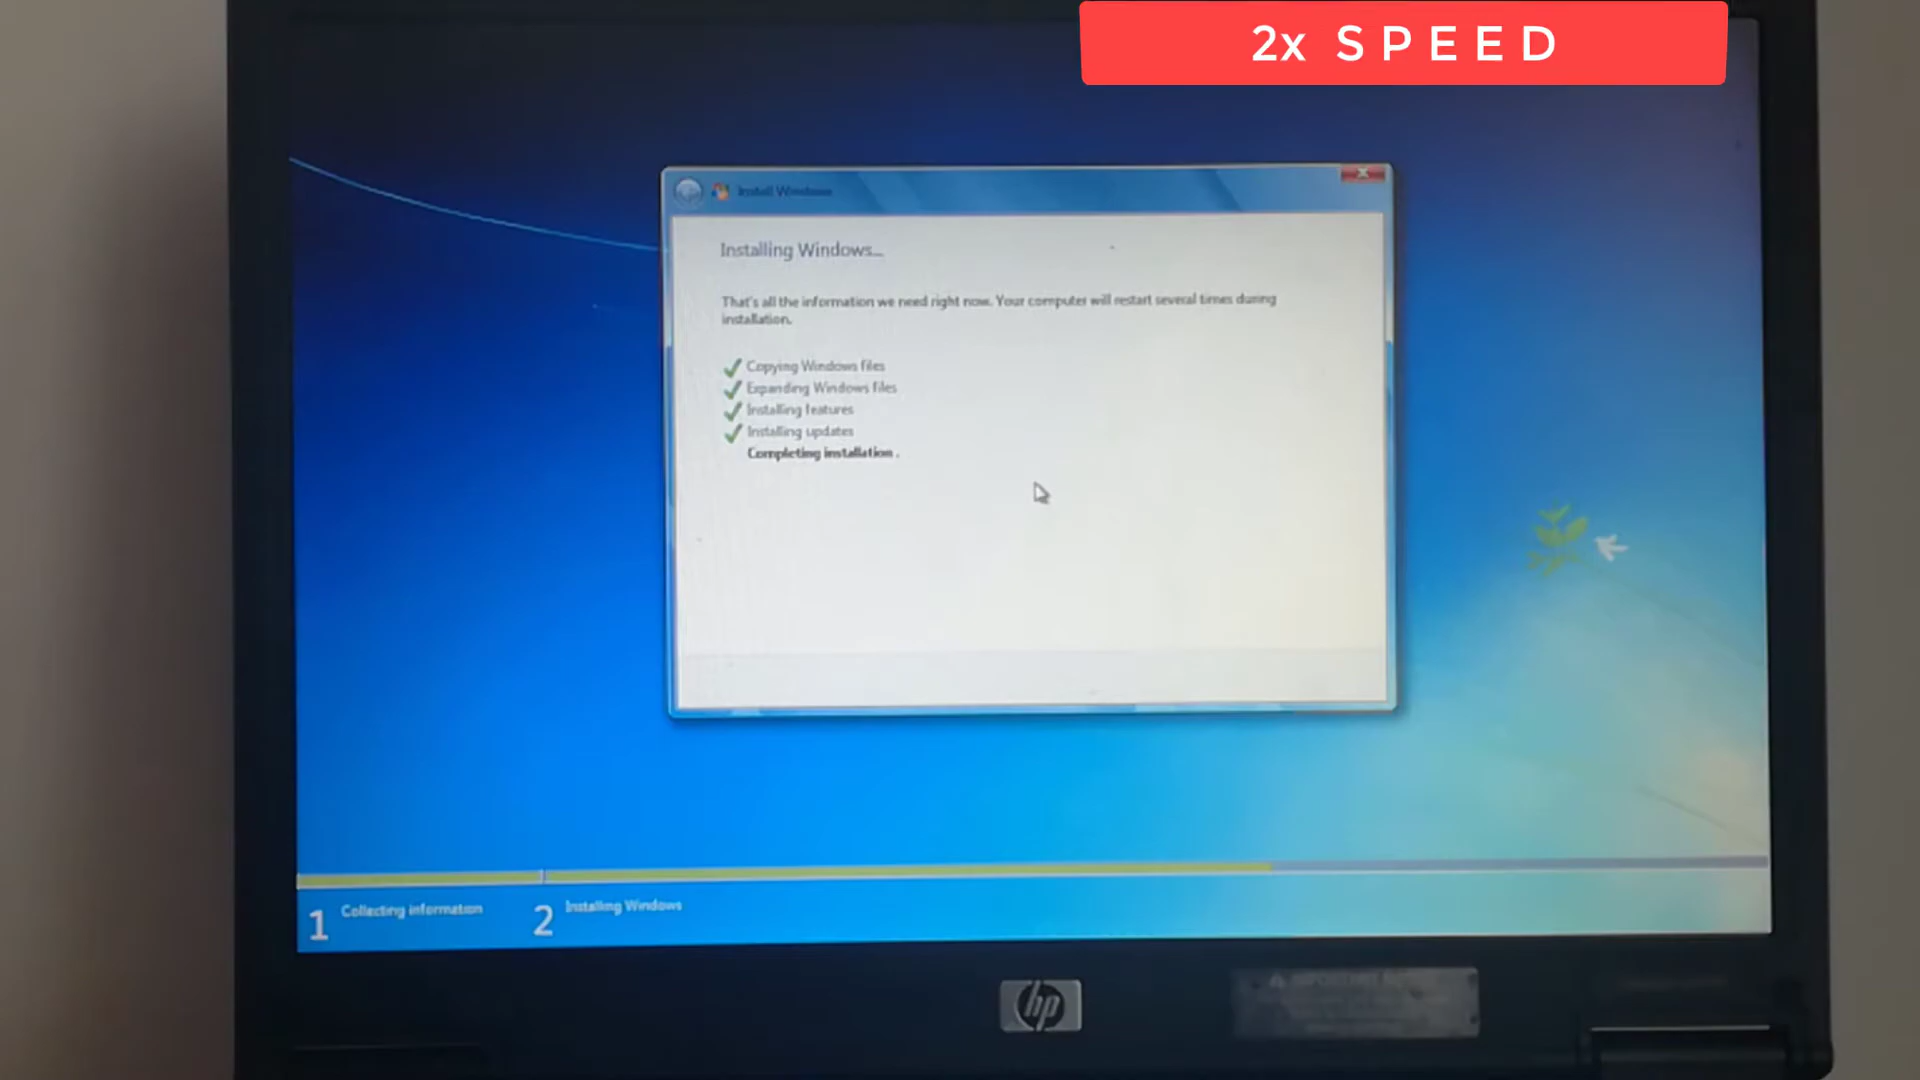 2x SPEED
Install Windows
Installing Windows...
That's all the information we need right now. Your computer will restart several times during
installation.
Copying Windows files
Expanding Windows files
Installing features
Installing updates
Completing installation .
1 Collecting information
2 Installing Windows
hp
IMPORTANT